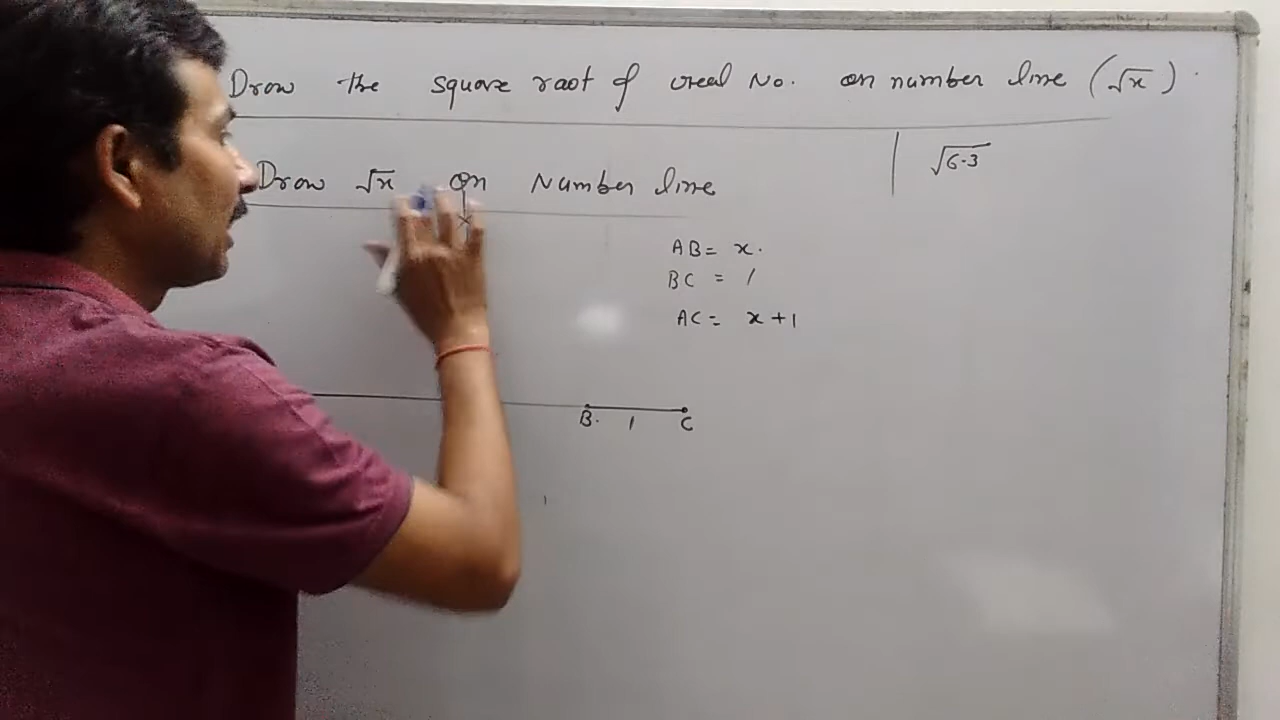 Draw the square root of real No. on number line (√x).
Draw √x on Number line
√6.3
AB = x.
BC = 1
AC = x + 1
B. 1 C